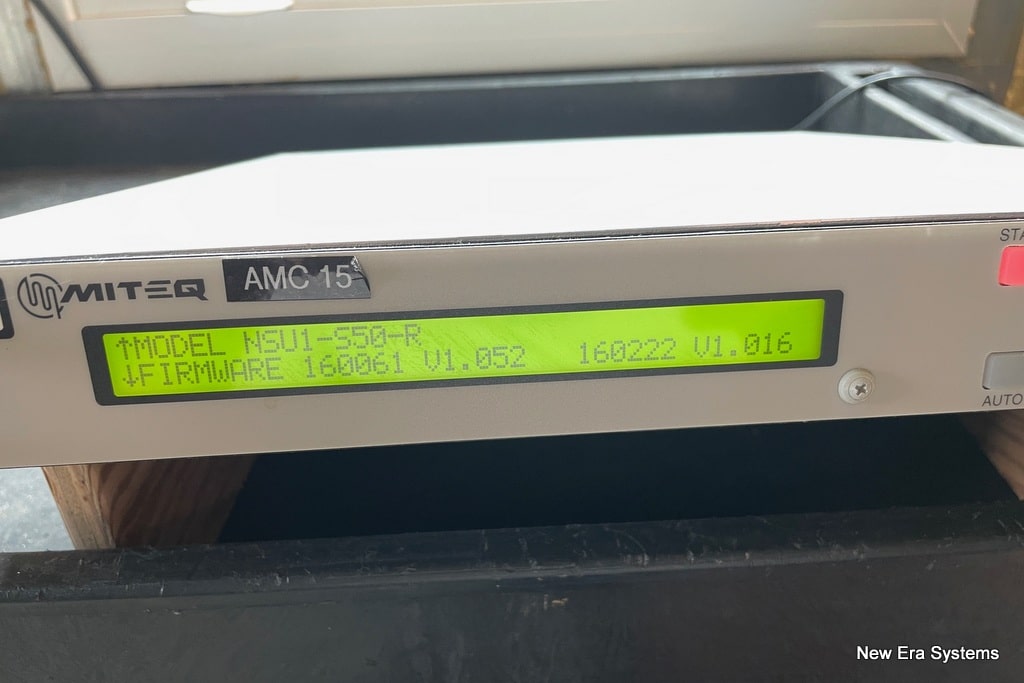 STA
MITEQ
AMC 15
↑MODEL NSU1-S50-R
↓FIRMWARE 160061 V1.052 160222 V1.016
AUTO
New Era Systems